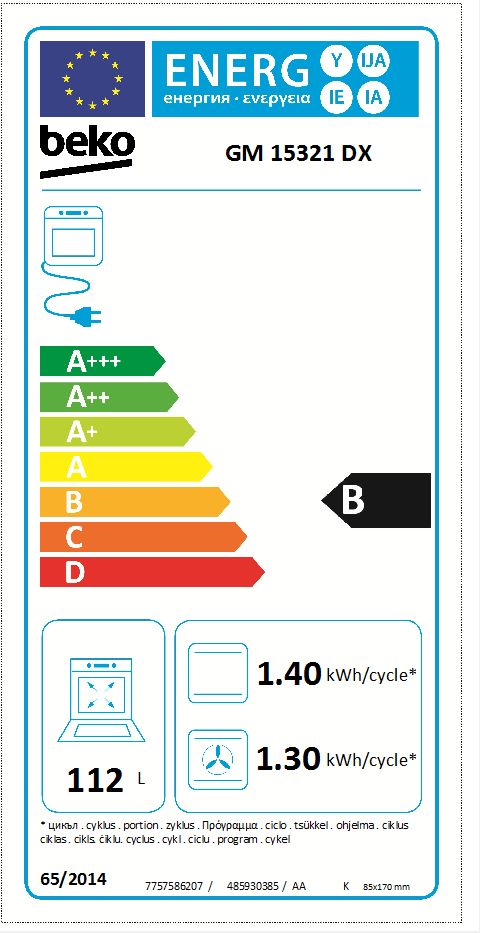 ENERG Y IJA
енергия · ενεργεια IE IA
beko
GM 15321 DX
A+++
A++
A+
A
B
B
C
D
1.40 kWh/cycle*
1.30 kWh/cycle*
112 L
* цикъл . cyklus . portion . zyklus . Πρόγραμμα . ciclo . tsükkel . ohjelma . ciklus
ciklas . cikls. ċiklu. cyclus . cykl . ciclu . program . cykel
65/2014 7757586207 / 485930385 / AA K 85x170 mm